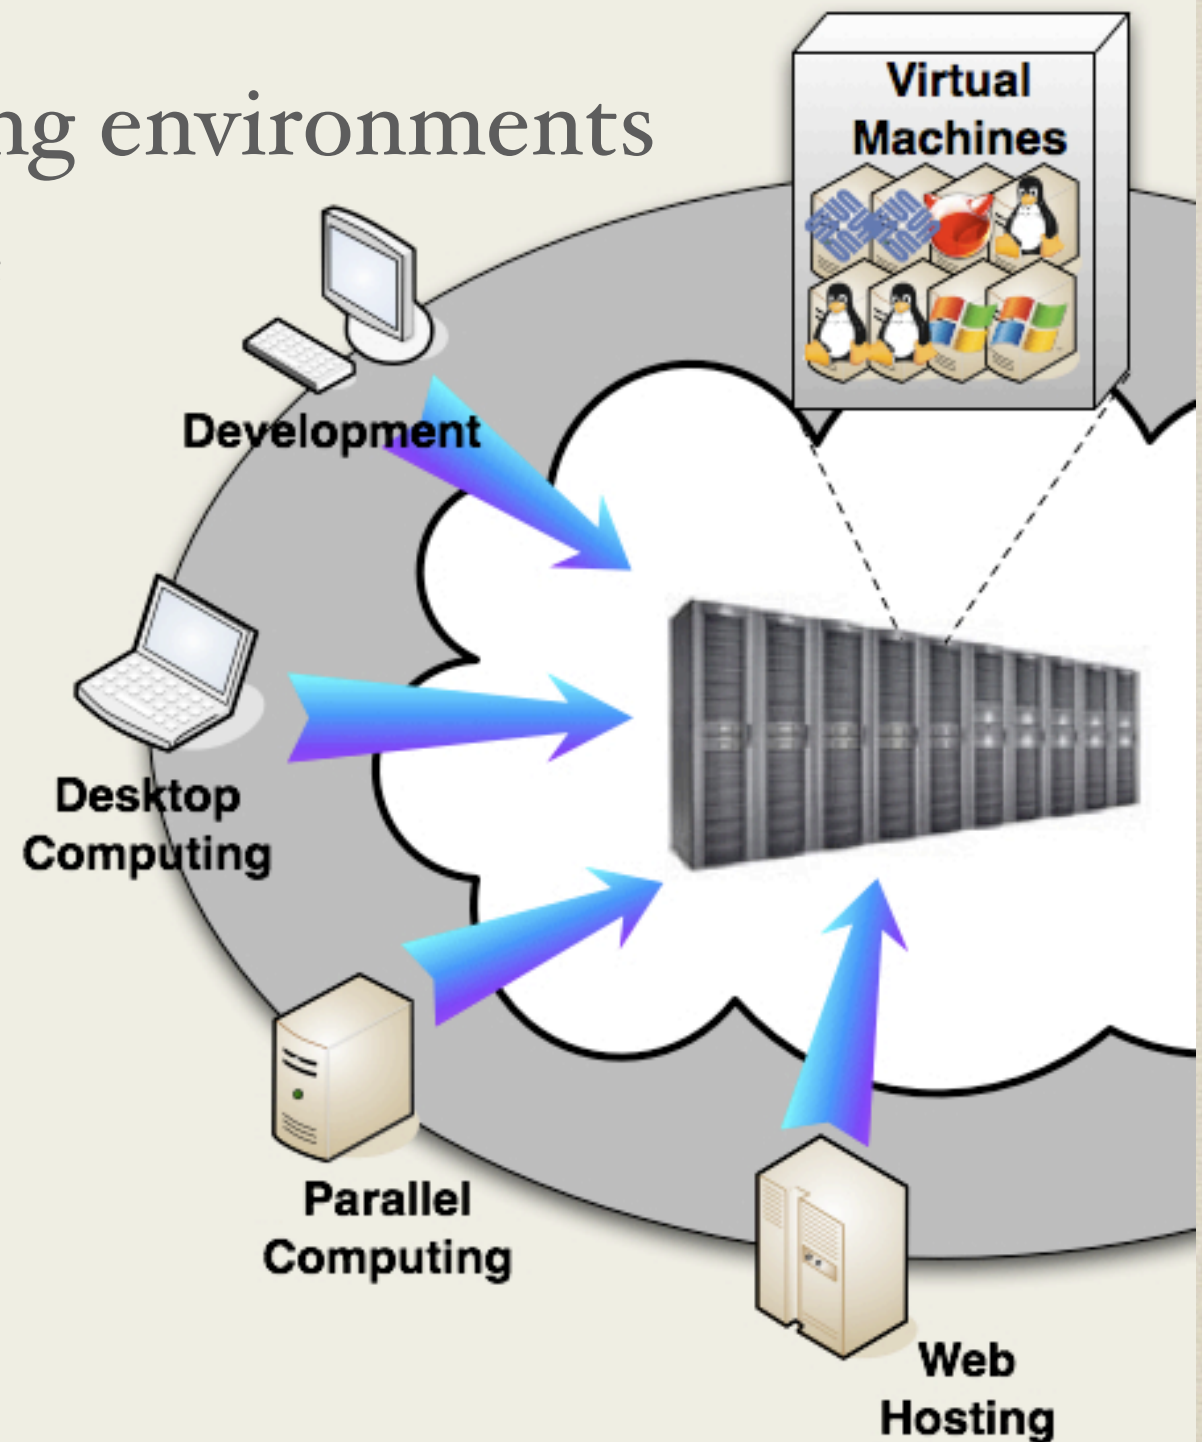 ng environments
Virtual
Machines
Development
Desktop
Computing
Parallel
Computing
Web
Hosting